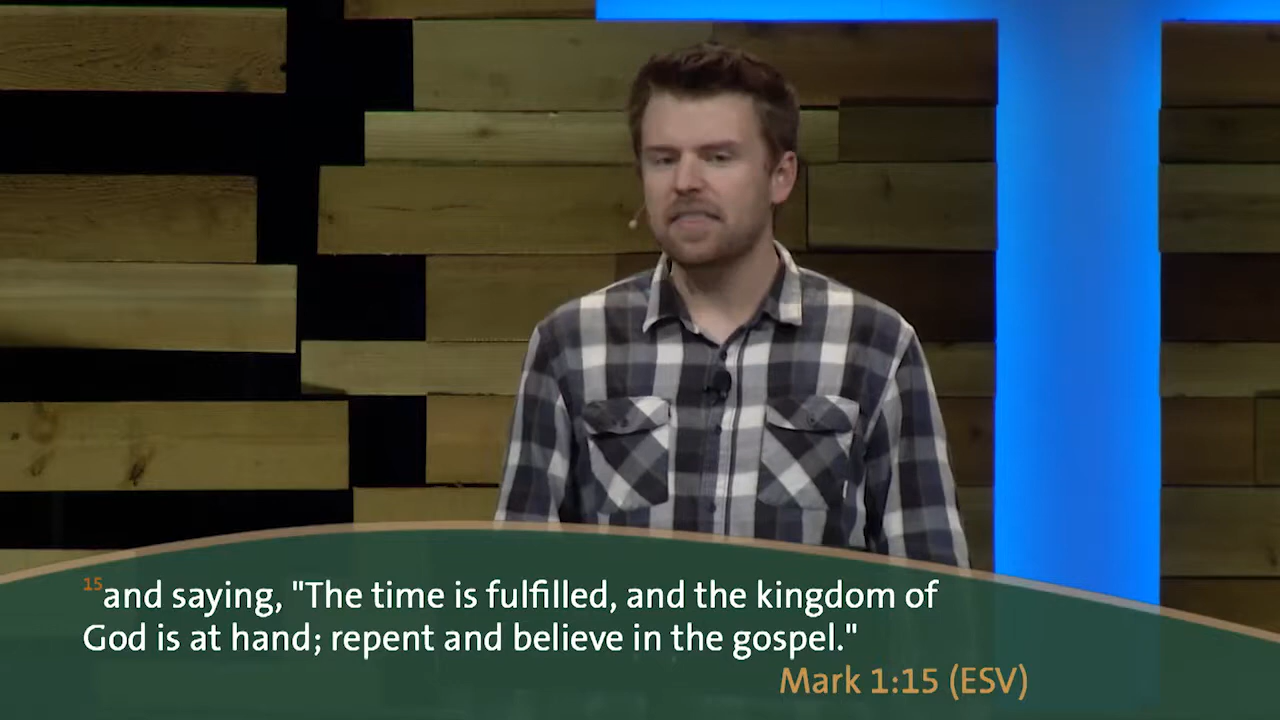 15and saying, "The time is fulfilled, and the kingdom of
God is at hand; repent and believe in the gospel."
Mark 1:15 (ESV)